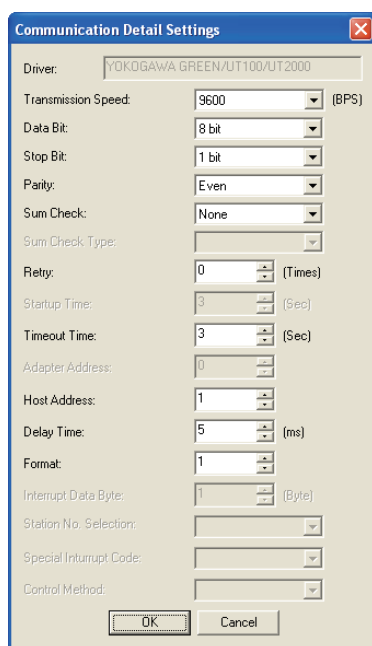 Communication Detail Settings
Driver: YOKOGAWA GREEN/UT100/UT2000
Transmission Speed: 9600 (BPS)
Data Bit: 8 bit
Stop Bit: 1 bit
Parity: Even
Sum Check: None
Sum Check Type:
Retry: 0 (Times)
Startup Time: 3 (Sec)
Timeout Time: 3 (Sec)
Adapter Address: 0
Host Address: 1
Delay Time: 5 (ms)
Format: 1
Interrupt Data Byte: 1 (Byte)
Station No. Selection:
Special Inturrupt Code:
Control Method:
OK Cancel